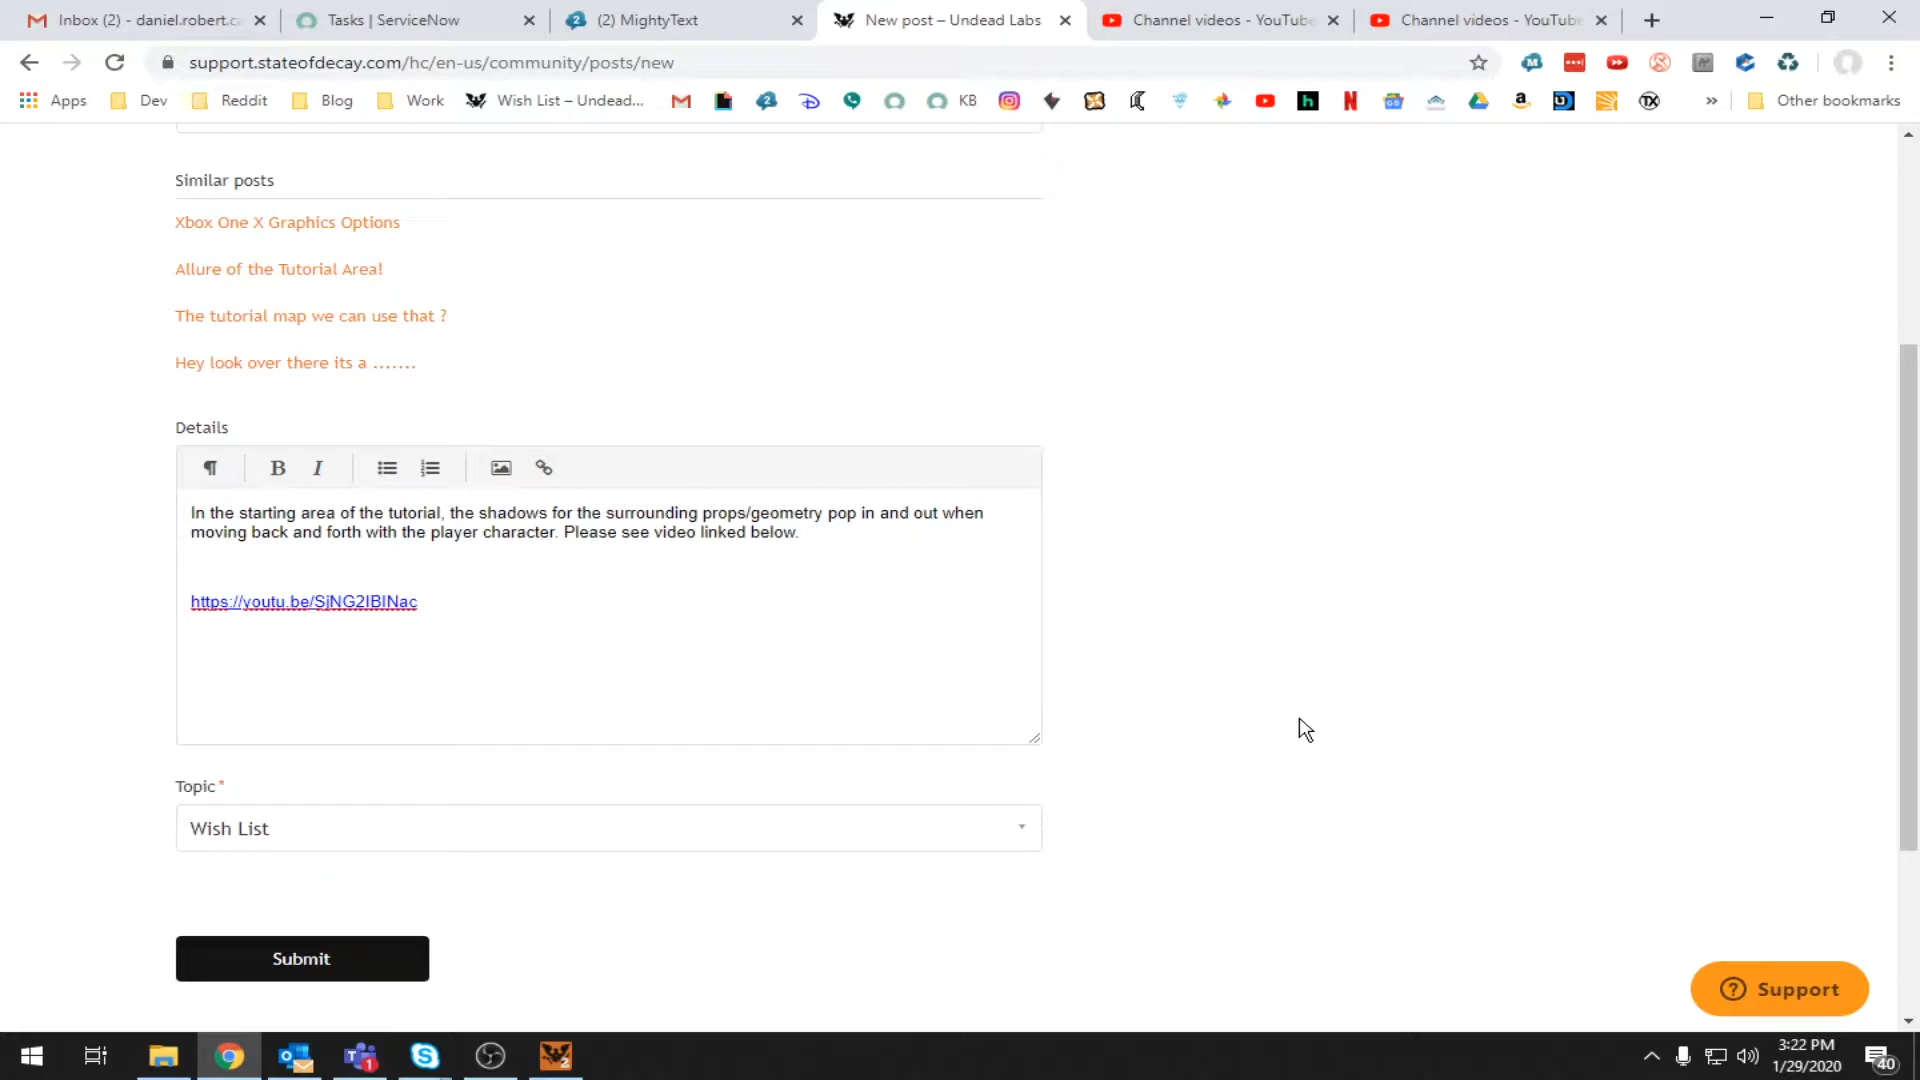 Inbox (2) - daniel.robert.c
Tasks | ServiceNow
(2) MightyText
New post – Undead Labs
Channel videos - YouTube
Channel videos - YouTube
support.stateofdecay.com/hc/en-us/community/posts/new
Apps
Dev
Reddit
Blog
Work
Wish List – Undead...
KB
Other bookmarks
Similar posts
Xbox One X Graphics Options
Allure of the Tutorial Area!
The tutorial map we can use that ?
Hey look over there its a .......
Details
In the starting area of the tutorial, the shadows for the surrounding props/geometry pop in and out when
moving back and forth with the player character. Please see video linked below.
https://youtu.be/SjNG2IBINac
Topic*
Wish List
Submit
Support
3:22 PM
1/29/2020
40